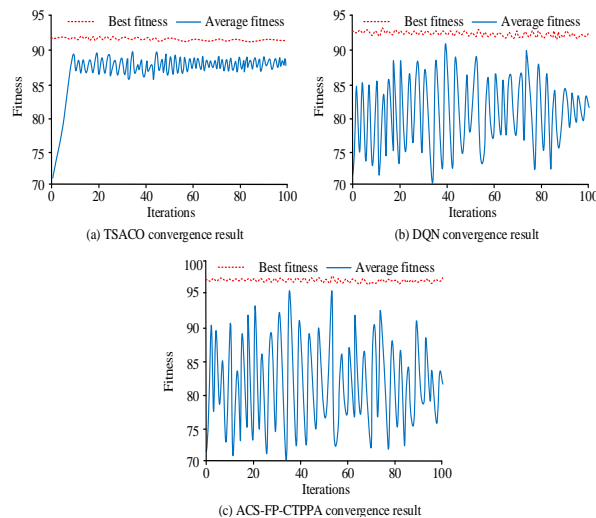 Best fitness Average fitness
95
90
85
80
75
70
Fitness
0 20 40 60 80 100
Iterations
(a) TSACO convergence result
Best fitness Average fitness
95
90
85
80
75
70
Fitness
0 20 40 60 80 100
Iterations
(b) DQN convergence result
Best fitness Average fitness
100
95
90
85
80
75
70
Fitness
0 20 40 60 80 100
Iterations
(c) ACS-FP-CTPPA convergence result